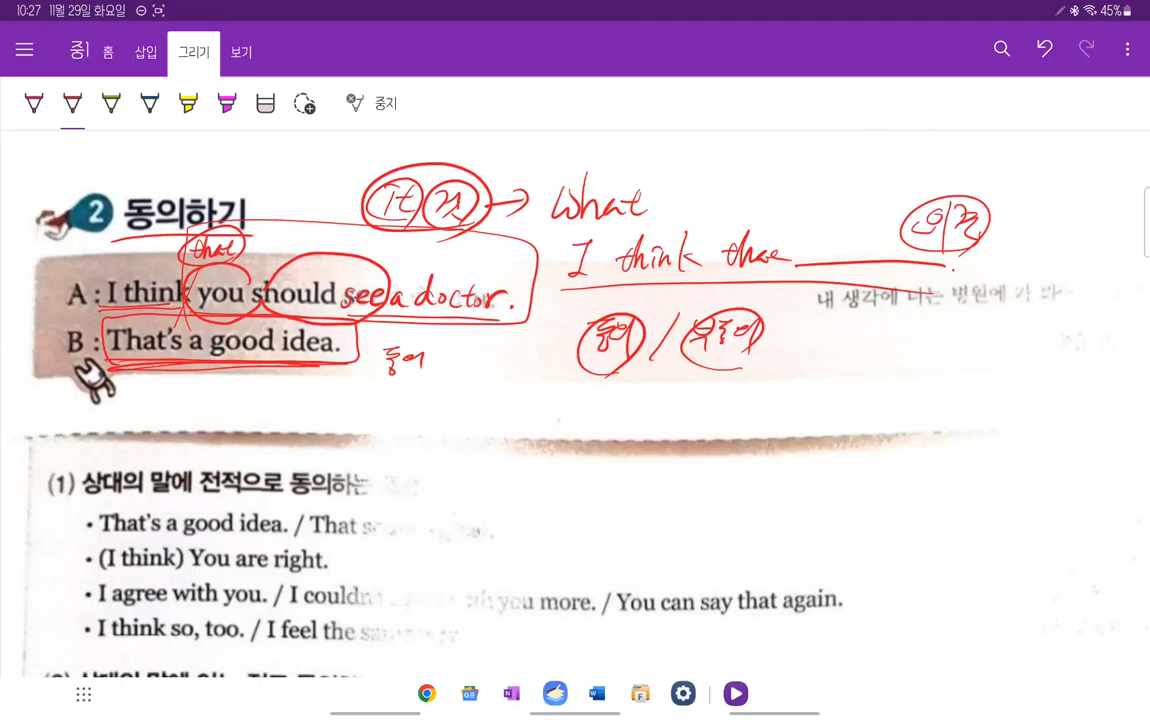 10:27 11월 29일 화요일 45%
중1 홈 삽입 그리기 보기
중지
2 동의하기
that
It 것 → what
I think that ________.
의견
A : I think you should see a doctor.
내 생각에 너는 병원에 가
B : That's a good idea.
동의
동의 / 부동의
(1) 상대의 말에 전적으로 동의하는
• That's a good idea. / That
• (I think) You are right.
• I agree with you. / I couldn't you more. / You can say that again.
• I think so, too. / I feel the